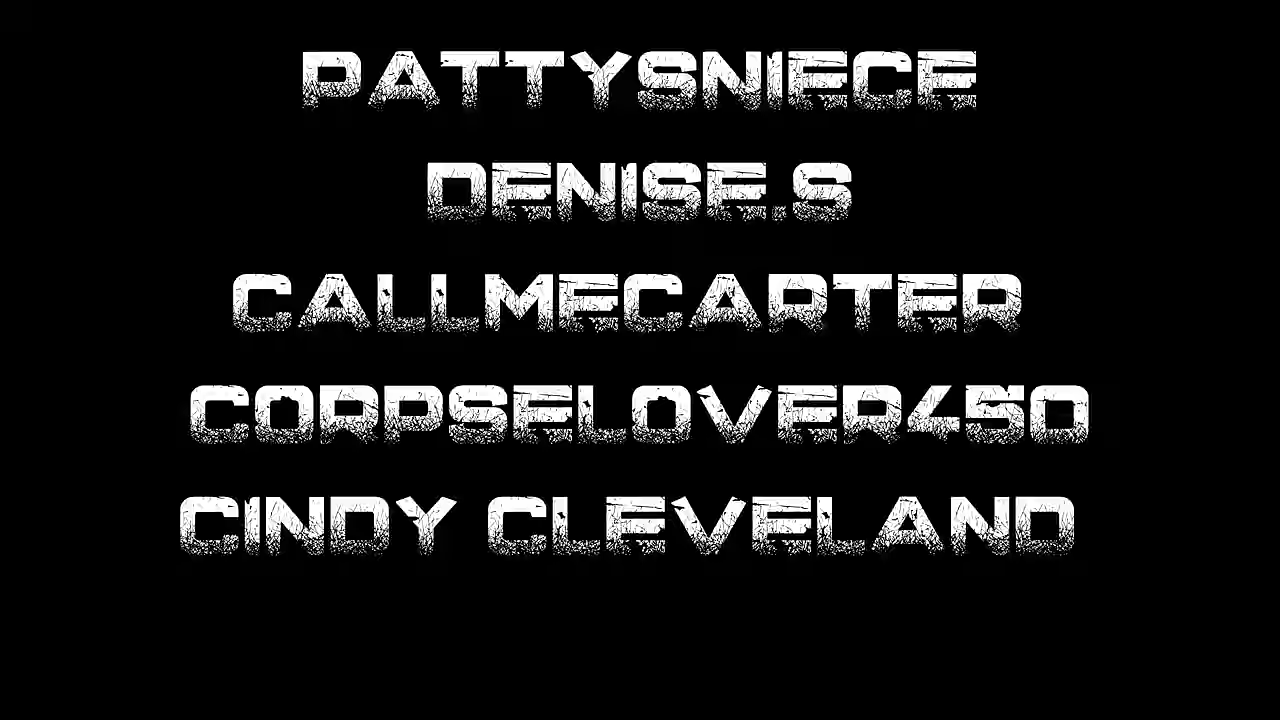 PATTYSNIECE
DENISE.S
CALLMECARTER
CORPSELOVER450
CINDY CLEVELAND